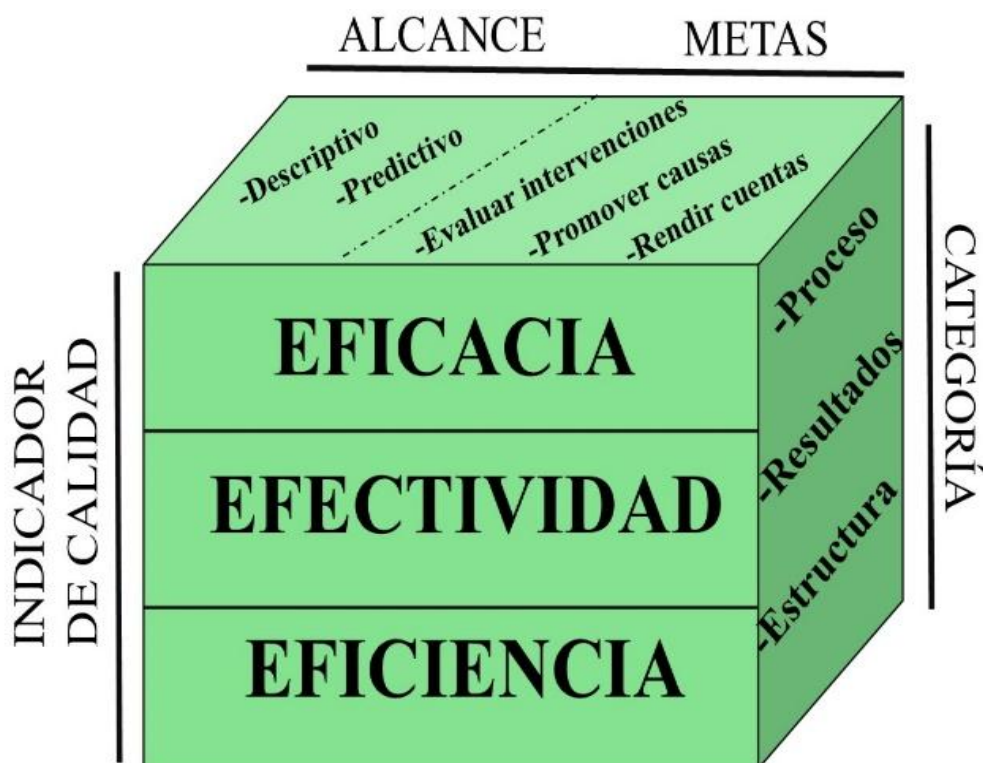 ALCANCE METAS
-Descriptivo
-Predictivo
-Evaluar intervenciones
-Promover causas
-Rendir cuentas
INDICADOR
DE CALIDAD
EFICACIA
EFECTIVIDAD
EFICIENCIA
-Proceso
-Resultados
-Estructura
CATEGORÍA